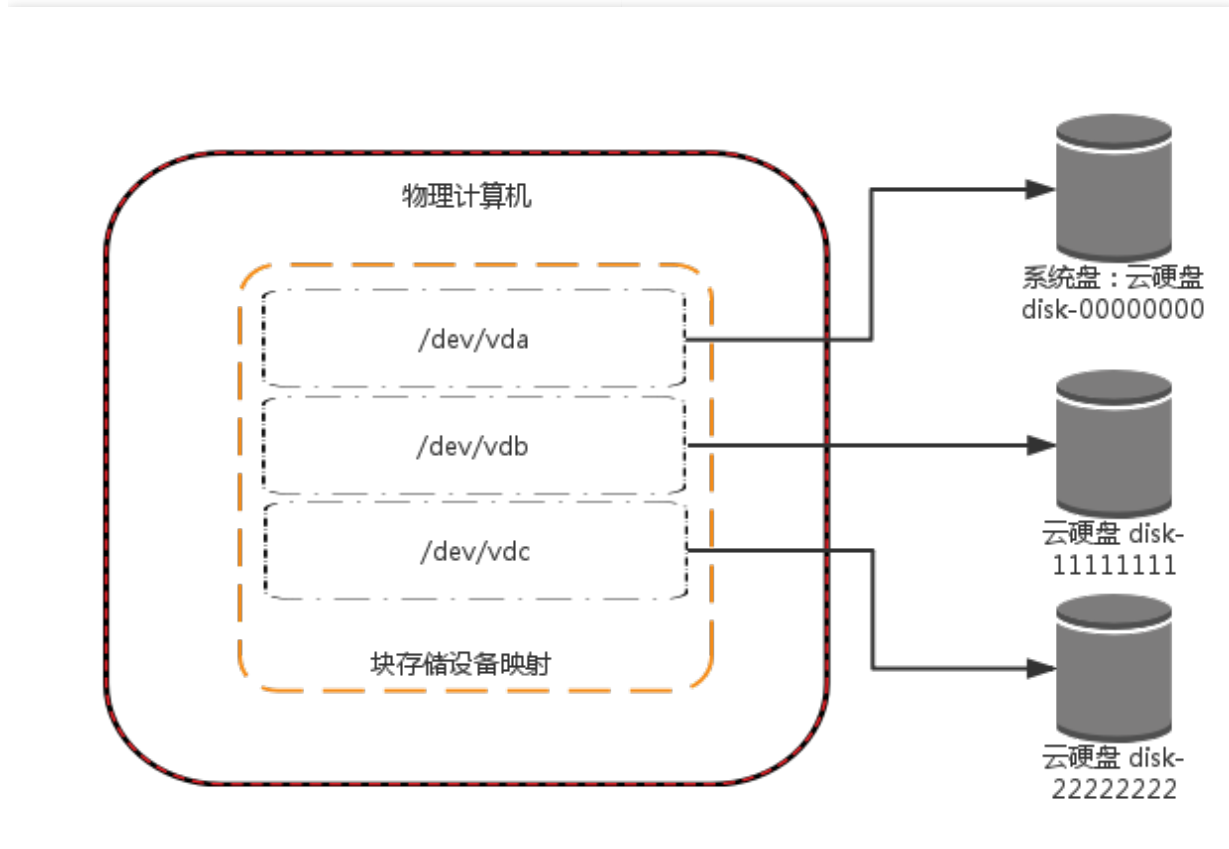 物理计算机
/dev/vda
/dev/vdb
/dev/vdc
块存储设备映射
系统盘：云硬盘
disk-00000000
云硬盘 disk-
11111111
云硬盘 disk-
22222222